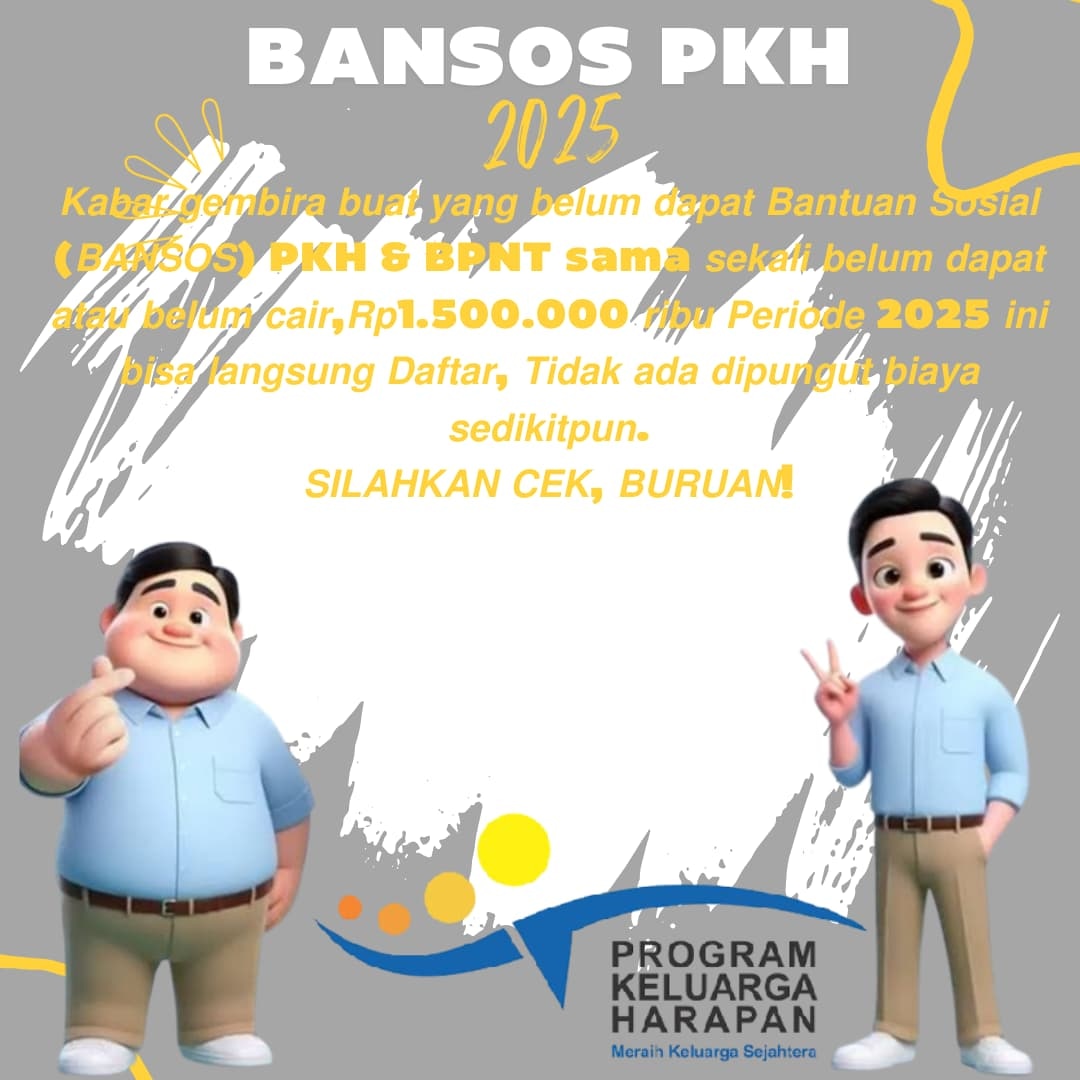 BANSOS PKH
2025
Kabar gembira buat yang belum dapat Bantuan Sosial
(BANSOS) PKH & BPNT sama sekali belum dapat
atau belum cair,Rp1.500.000 ribu Periode 2025 ini
bisa langsung Daftar, Tidak ada dipungut biaya
sedikitpun.
SILAHKAN CEK, BURUAN!
PROGRAM
KELUARGA
HARAPAN
Meraih Keluarga Sejahtera